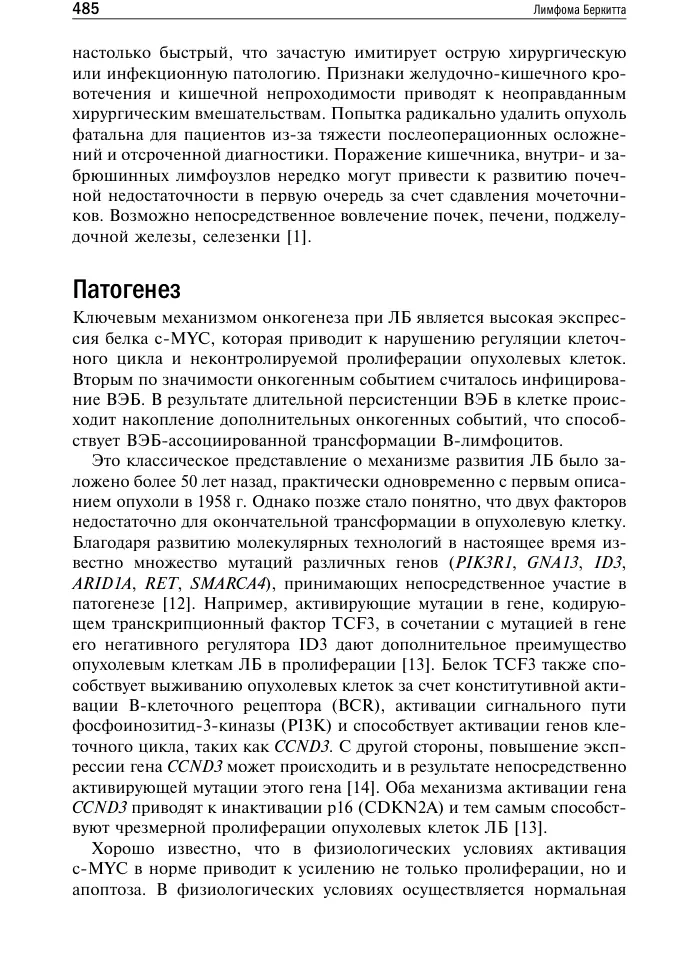 485
Лимфома Беркитта
настолько быстрый, что зачастую имитирует острую хирургическую
или инфекционную патологию. Признаки желудочно-кишечного кро-
вотечения и кишечной непроходимости приводят к неоправданным
хирургическим вмешательствам. Попытка радикально удалить опухоль
фатальна для пациентов из-за тяжести послеоперационных осложне-
ний и отсроченной диагностики. Поражение кишечника, внутри- и за-
брюшинных лимфоузлов нередко могут привести к развитию почеч-
ной недостаточности в первую очередь за счет сдавления мочеточни-
ков. Возможно непосредственное вовлечение почек, печени, поджелу-
дочной железы, селезенки [1].
Патогенез
Ключевым механизмом онкогенеза при ЛБ является высокая экспрес-
сия белка c-MYC, которая приводит к нарушению регуляции клеточ-
ного цикла и неконтролируемой пролиферации опухолевых клеток.
Вторым по значимости онкогенным событием считалось инфицирова-
ние ВЭБ. В результате длительной персистенции ВЭБ в клетке проис-
ходит накопление дополнительных онкогенных событий, что способ-
ствует ВЭБ-ассоциированной трансформации В-лимфоцитов.
Это классическое представление о механизме развития ЛБ было за-
ложено более 50 лет назад, практически одновременно с первым описа-
нием опухоли в 1958 г. Однако позже стало понятно, что двух факторов
недостаточно для окончательной трансформации в опухолевую клетку.
Благодаря развитию молекулярных технологий в настоящее время из-
вестно множество мутаций различных генов (PIK3R1, GNA13, ID3,
ARID1A, RET, SMARCA4), принимающих непосредственное участие в
патогенезе [12]. Например, активирующие мутации в гене, кодирую-
щем транскрипционный фактор TCF3, в сочетании с мутацией в гене
его негативного регулятора ID3 дают дополнительное преимущество
опухолевым клеткам ЛБ в пролиферации [13]. Белок TCF3 также спо-
собствует выживанию опухолевых клеток за счет конститутивной акти-
вации В-клеточного рецептора (BCR), активации сигнального пути
фосфоинозитид-3-киназы (PI3K) и способствует активации генов кле-
точного цикла, таких как CCND3. С другой стороны, повышение эксп-
рессии гена CCND3 может происходить и в результате непосредственно
активирующей мутации этого гена [14]. Оба механизма активации гена
CCND3 приводят к инактивации p16 (CDKN2A) и тем самым способст-
вуют чрезмерной пролиферации опухолевых клеток ЛБ [13].
Хорошо известно, что в физиологических условиях активация
c-MYC в норме приводит к усилению не только пролиферации, но и
апоптоза. В физиологических условиях осуществляется нормальная